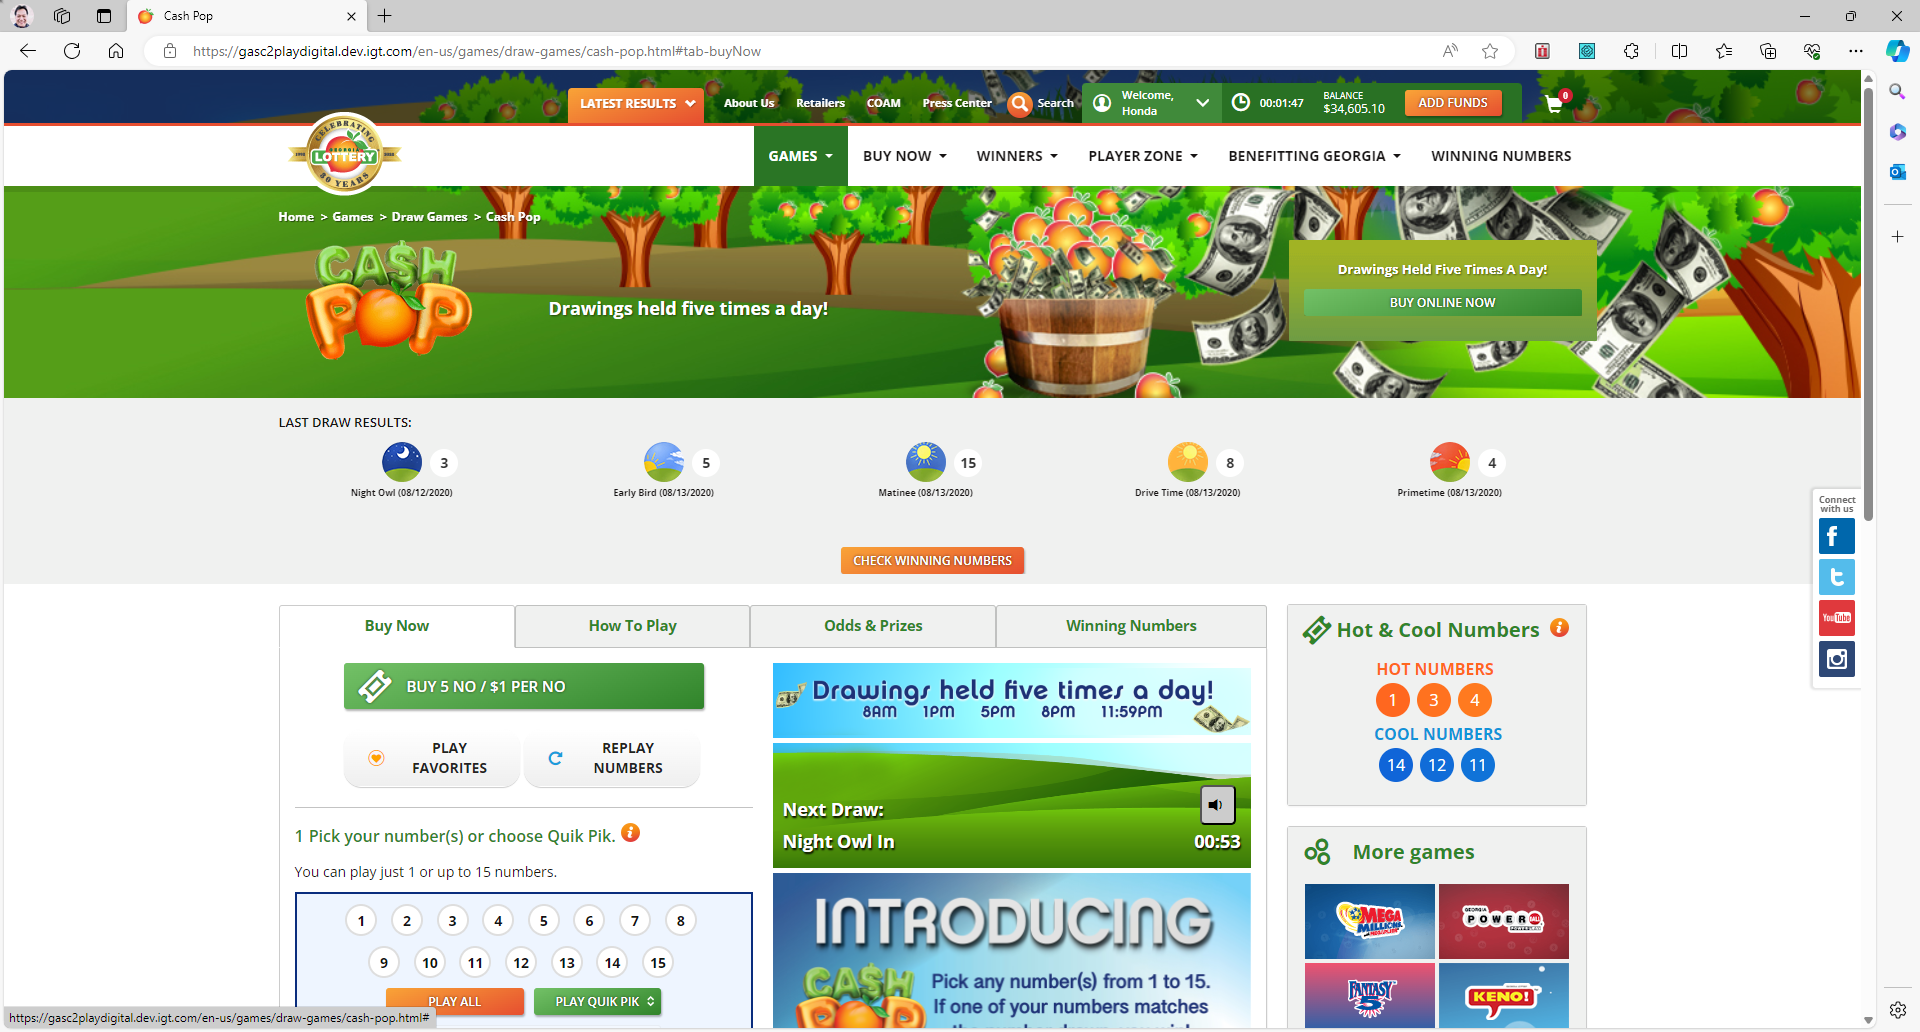 Cash Pop
https://gasc2playdigital.dev.igt.com/en-us/games/draw-games/cash-pop.html#tab-buyNow
LATEST RESULTS
About Us
Retailers
COAM
Press Center
Search
Welcome,
Honda
00:01:47
BALANCE
$34,605.10
ADD FUNDS
0
CELEBRATING
GEORGIA
LOTTERY
30 YEARS
GAMES
BUY NOW
WINNERS
PLAYER ZONE
BENEFITTING GEORGIA
WINNING NUMBERS
Home > Games > Draw Games > Cash Pop
CA$H
POP
Drawings held five times a day!
Drawings Held Five Times A Day!
BUY ONLINE NOW
LAST DRAW RESULTS:
3
5
15
8
4
Night Owl (08/12/2020)
Early Bird (08/13/2020)
Matinee (08/13/2020)
Drive Time (08/13/2020)
Primetime (08/13/2020)
CHECK WINNING NUMBERS
Connect
with us
f
t
YouTube
Buy Now
How To Play
Odds & Prizes
Winning Numbers
BUY 5 NO / $1 PER NO
PLAY
FAVORITES
REPLAY
NUMBERS
1 Pick your number(s) or choose Quik Pik.
You can play just 1 or up to 15 numbers.
1 2 3 4 5 6 7 8
9 10 11 12 13 14 15
PLAY ALL
PLAY QUIK PIK
Drawings held five times a day!
8AM 1PM 5PM 8PM 11:59PM
Next Draw:
Night Owl In
00:53
INTRODUCING
CA$H
POP
Pick any number(s) from 1 to 15.
If one of your numbers matches
Hot & Cool Numbers
HOT NUMBERS
1 3 4
COOL NUMBERS
14 12 11
More games
MEGA
MILLIONS
GEORGIA
POWERBALL
FANTASY
5
KENO!
https://gasc2playdigital.dev.igt.com/en-us/games/draw-games/cash-pop.html#